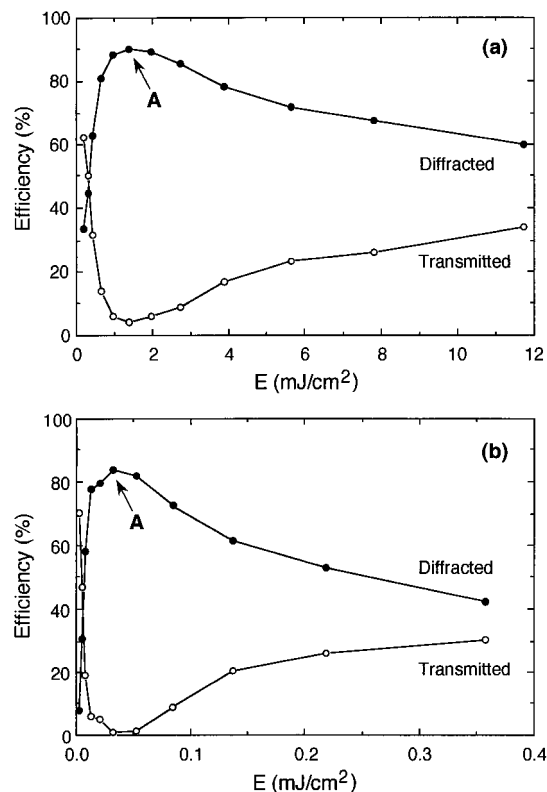 100
(a)
80
A
60
Diffracted
40
Transmitted
20
0
0 2 4 6 8 10 12
Efficiency (%)
E (mJ/cm²)
100
(b)
80
A
60
Diffracted
40
20
Transmitted
0
0.0 0.1 0.2 0.3 0.4
Efficiency (%)
E (mJ/cm²)